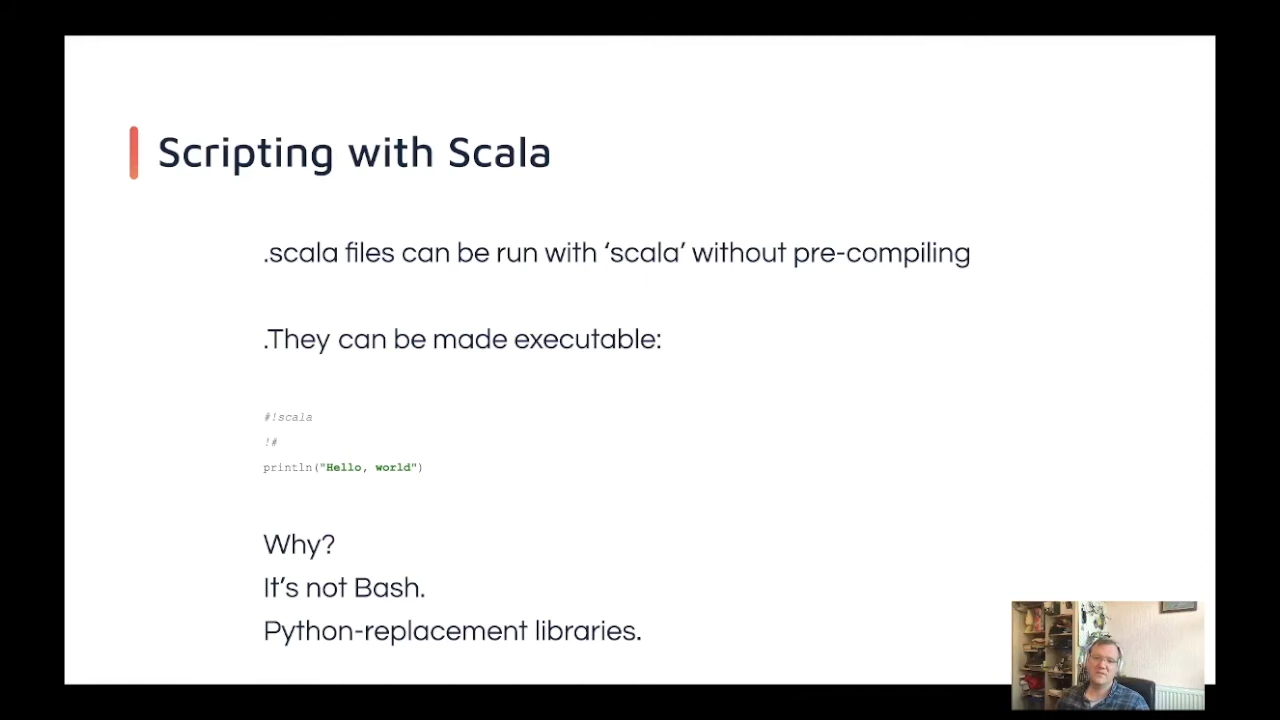 Scripting with Scala
.scala files can be run with ‘scala’ without pre-compiling
.They can be made executable:
#!scala
!#
println("Hello, world")
Why?
It’s not Bash.
Python-replacement libraries.